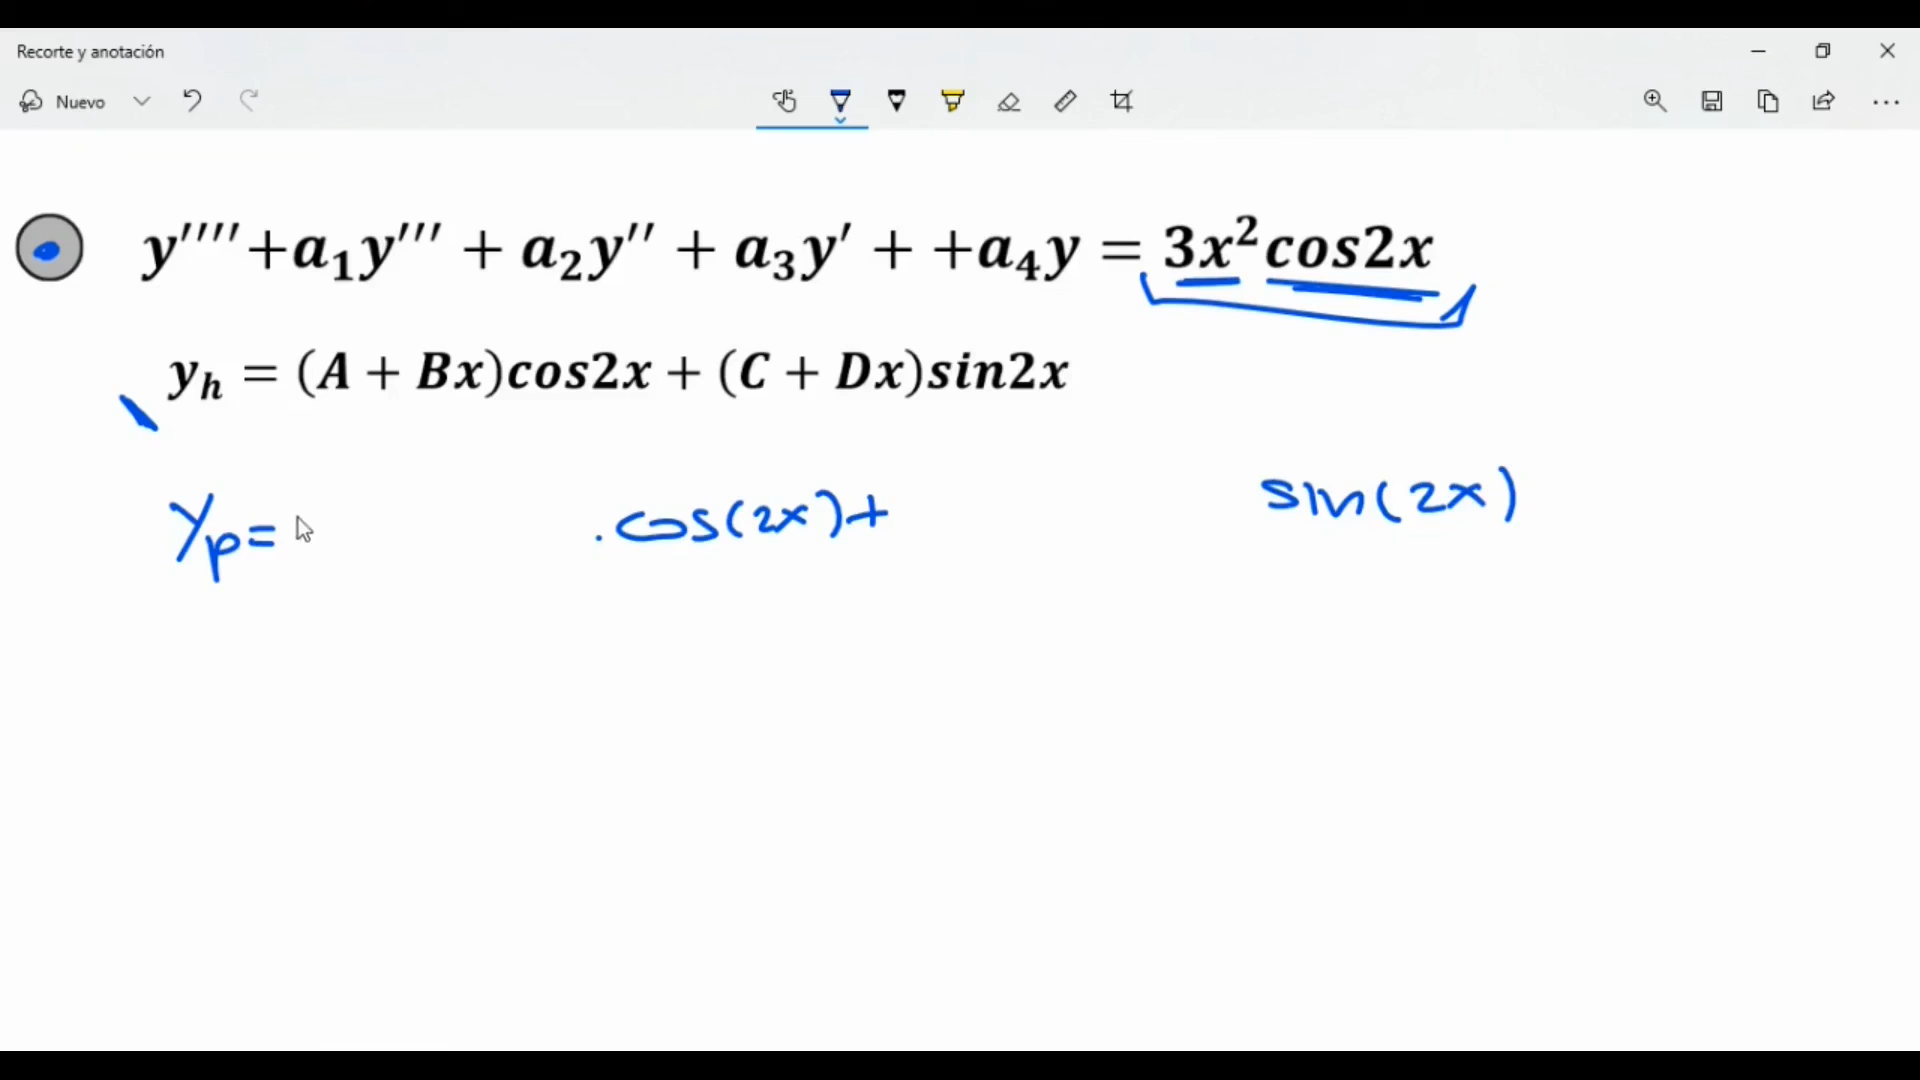 Recorte y anotación
Nuevo
y''''+a₁y''' + a₂y'' + a₃y' + +a₄y = 3x²cos2x
yₕ = (A + Bx)cos2x + (C + Dx)sin2x
yₚ= .cos(2x)+ sin(2x)